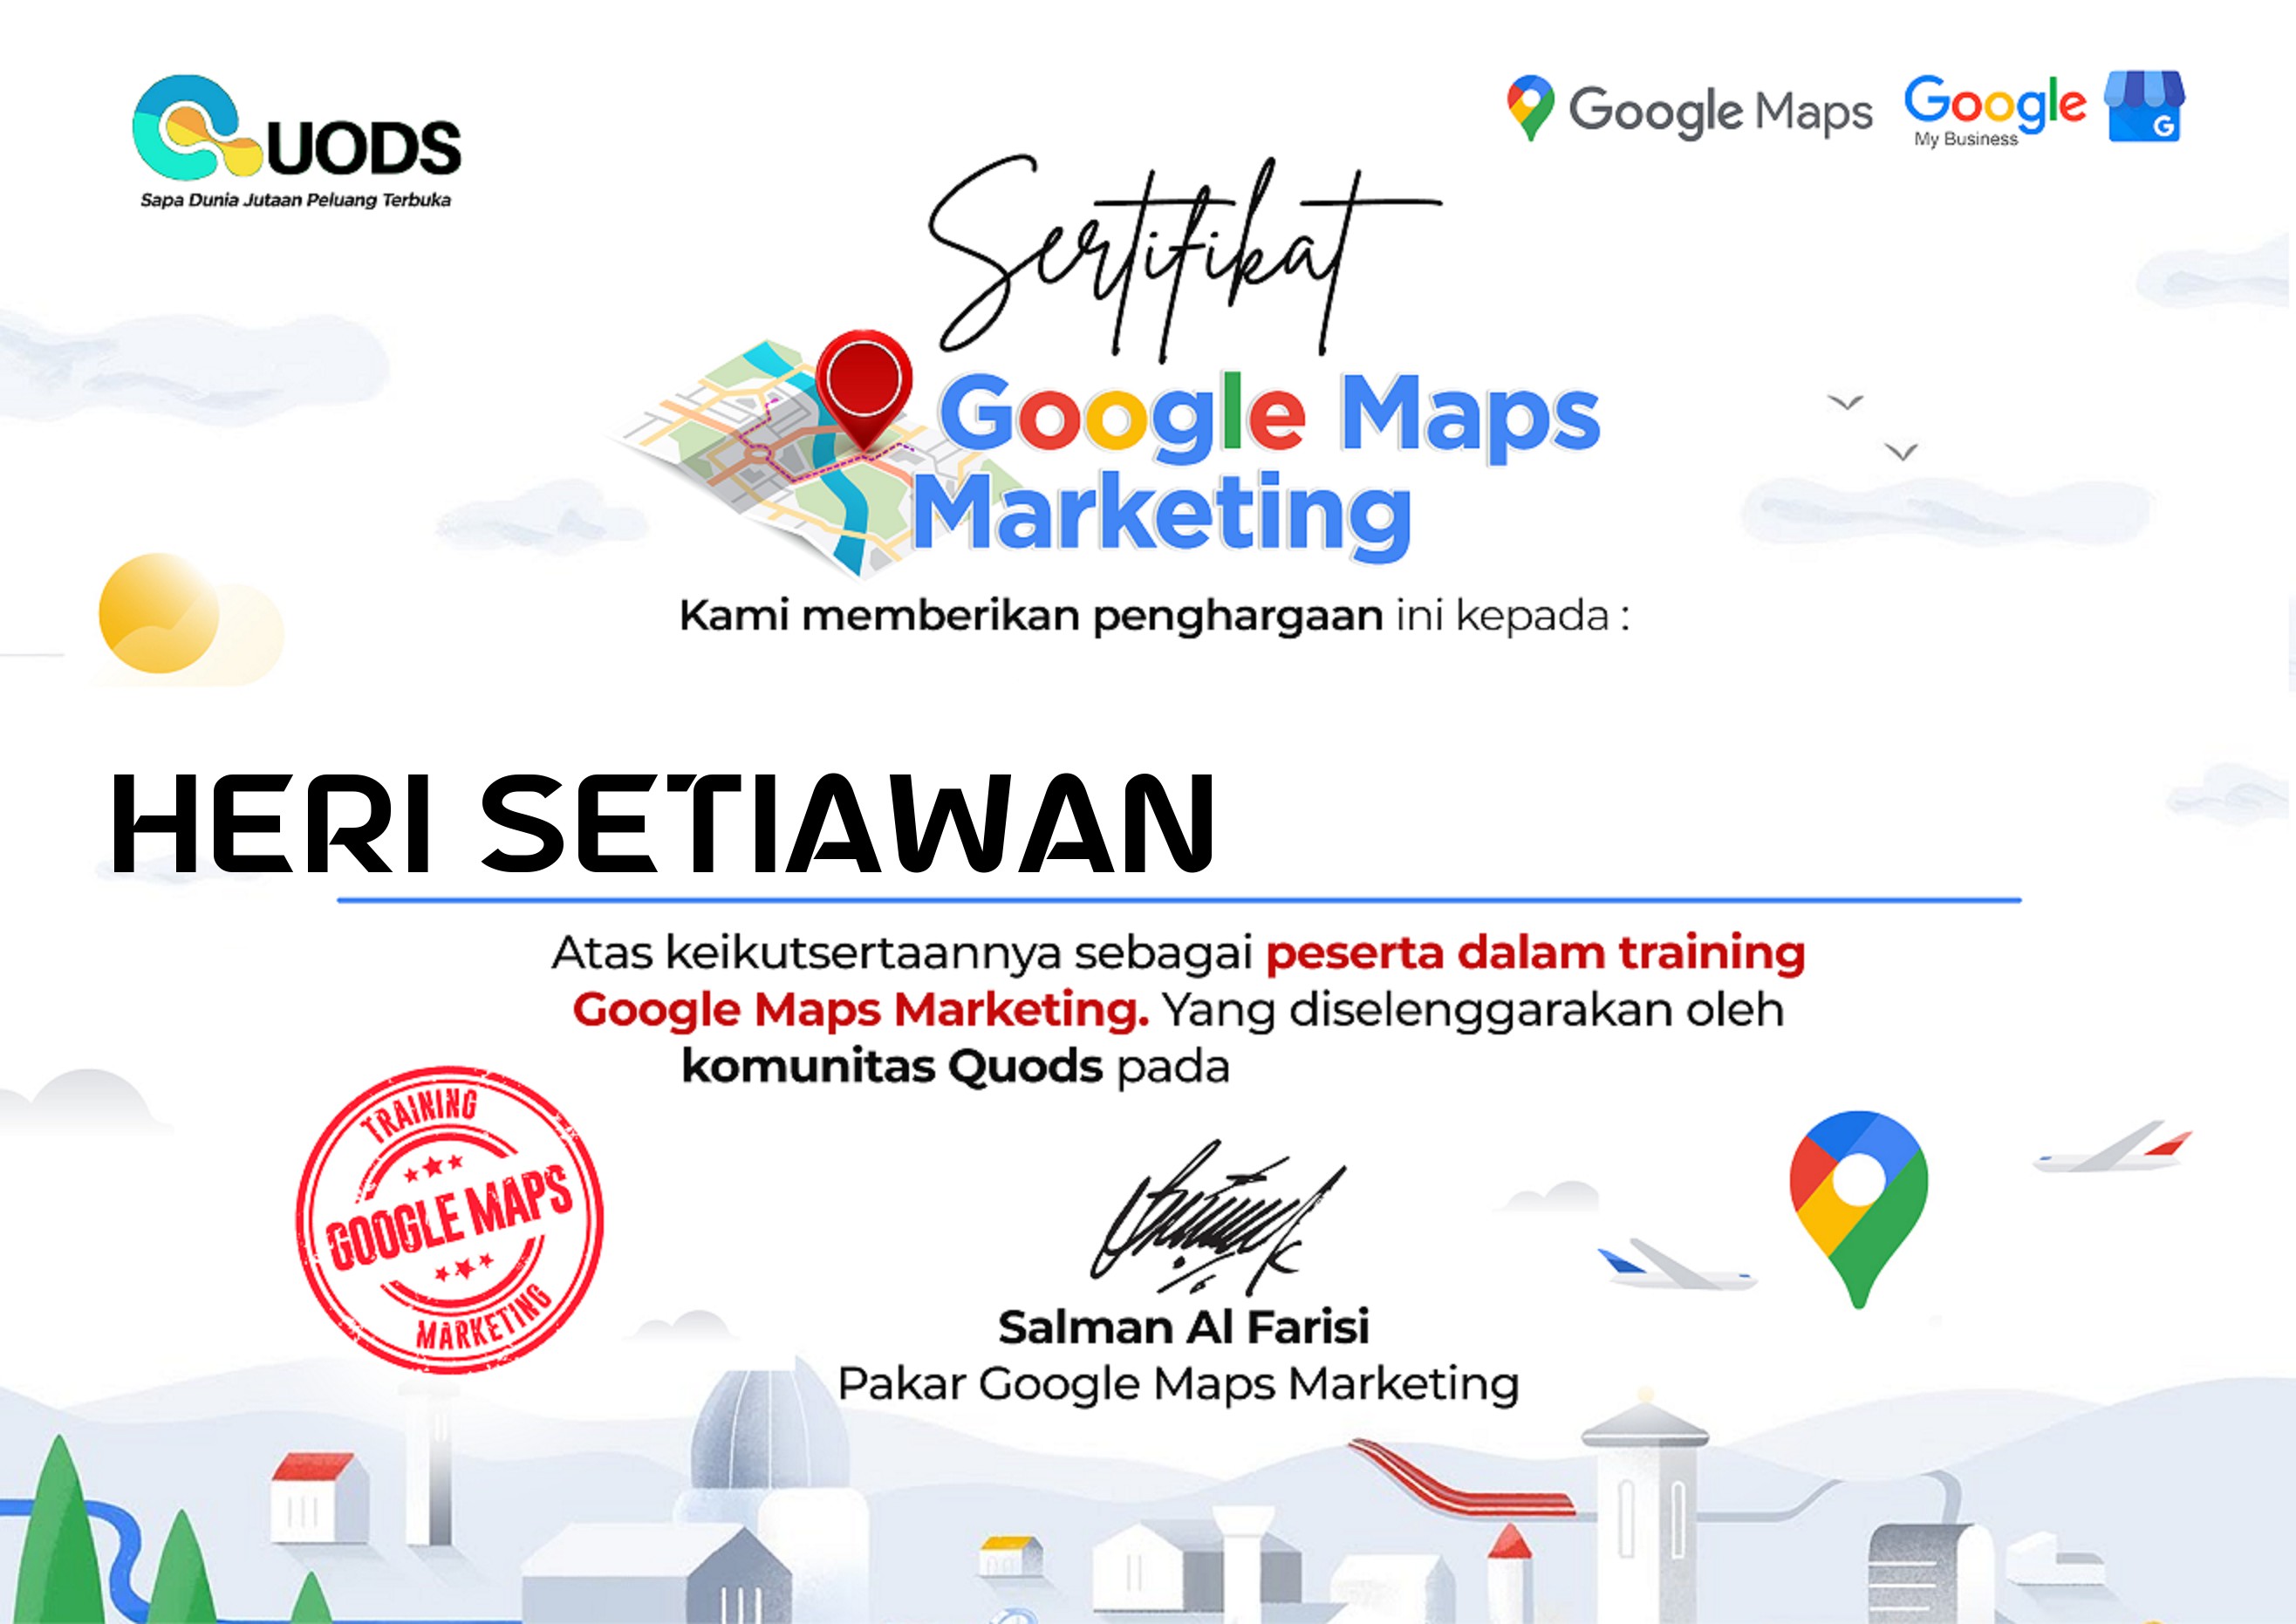 QUODS
Sapa Dunia Jutaan Peluang Terbuka
Google Maps
Google
My Business
G
Sertifikat
Google Maps
Marketing
Kami memberikan penghargaan ini kepada :
HERI SETIAWAN
Atas keikutsertaannya sebagai peserta dalam training
Google Maps Marketing. Yang diselenggarakan oleh
komunitas Quods pada
TRAINING
GOOGLE MAPS
MARKETING
Salman Al Farisi
Pakar Google Maps Marketing